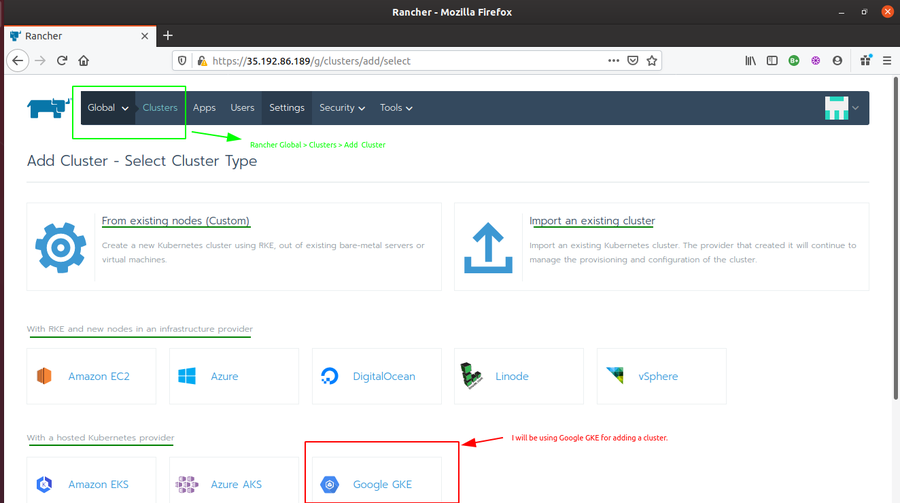 Rancher - Mozilla Firefox
Rancher
https://35.192.86.189/g/clusters/add/select
Global Clusters Apps Users Settings Security Tools
Rancher Global > Clusters > Add Cluster
Add Cluster - Select Cluster Type
From existing nodes (Custom)
Create a new Kubernetes cluster using RKE, out of existing bare-metal servers or
virtual machines.
Import an existing cluster
Import an existing Kubernetes cluster. The provider that created it will continue to
manage the provisioning and configuration of the cluster.
With RKE and new nodes in an infrastructure provider
Amazon EC2
Azure
DigitalOcean
Linode
vSphere
With a hosted Kubernetes provider
I will be using Google GKE for adding a cluster.
Amazon EKS
Azure AKS
Google GKE